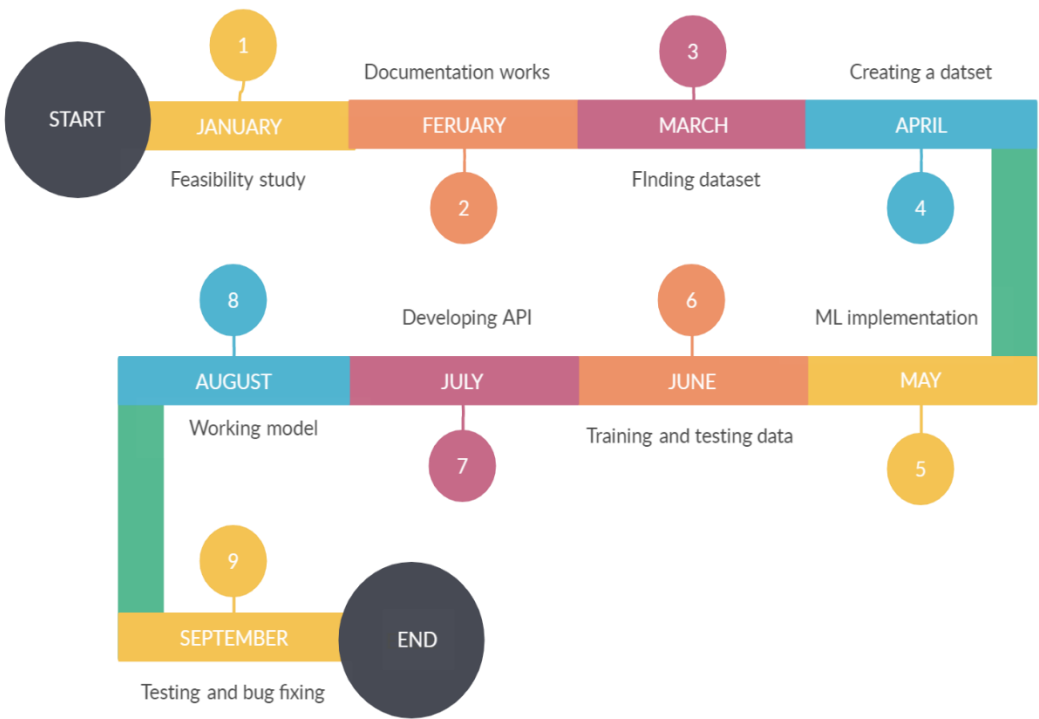 1
3
Documentation works
Creating a datset
START
JANUARY
FERUARY
MARCH
APRIL
Feasibility study
FInding dataset
2
4
8
6
Developing API
ML implementation
AUGUST
JULY
JUNE
MAY
Working model
Training and testing data
7
5
9
SEPTEMBER
END
Testing and bug fixing